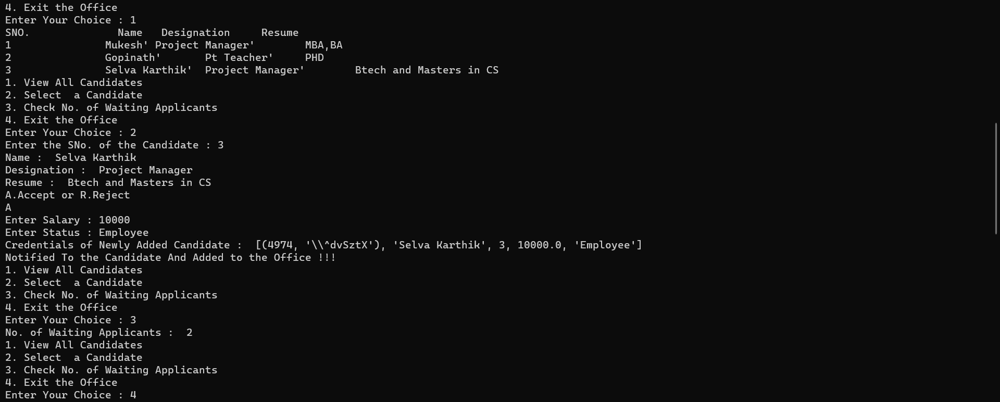 4. Exit the Office
Enter Your Choice : 1
SNO.              Name   Designation     Resume
1               Mukesh' Project Manager'        MBA,BA
2               Gopinath'       Pt Teacher'     PHD
3               Selva Karthik'  Project Manager'        Btech and Masters in CS
1. View All Candidates
2. Select  a Candidate
3. Check No. of Waiting Applicants
4. Exit the Office
Enter Your Choice : 2
Enter the SNo. of the Candidate : 3
Name :  Selva Karthik
Designation :  Project Manager
Resume :  Btech and Masters in CS
A.Accept or R.Reject
A
Enter Salary : 10000
Enter Status : Employee
Credentials of Newly Added Candidate :  [(4974, '\\^dvSztX'), 'Selva Karthik', 3, 10000.0, 'Employee']
Notified To the Candidate And Added to the Office !!!
1. View All Candidates
2. Select  a Candidate
3. Check No. of Waiting Applicants
4. Exit the Office
Enter Your Choice : 3
No. of Waiting Applicants :  2
1. View All Candidates
2. Select  a Candidate
3. Check No. of Waiting Applicants
4. Exit the Office
Enter Your Choice : 4